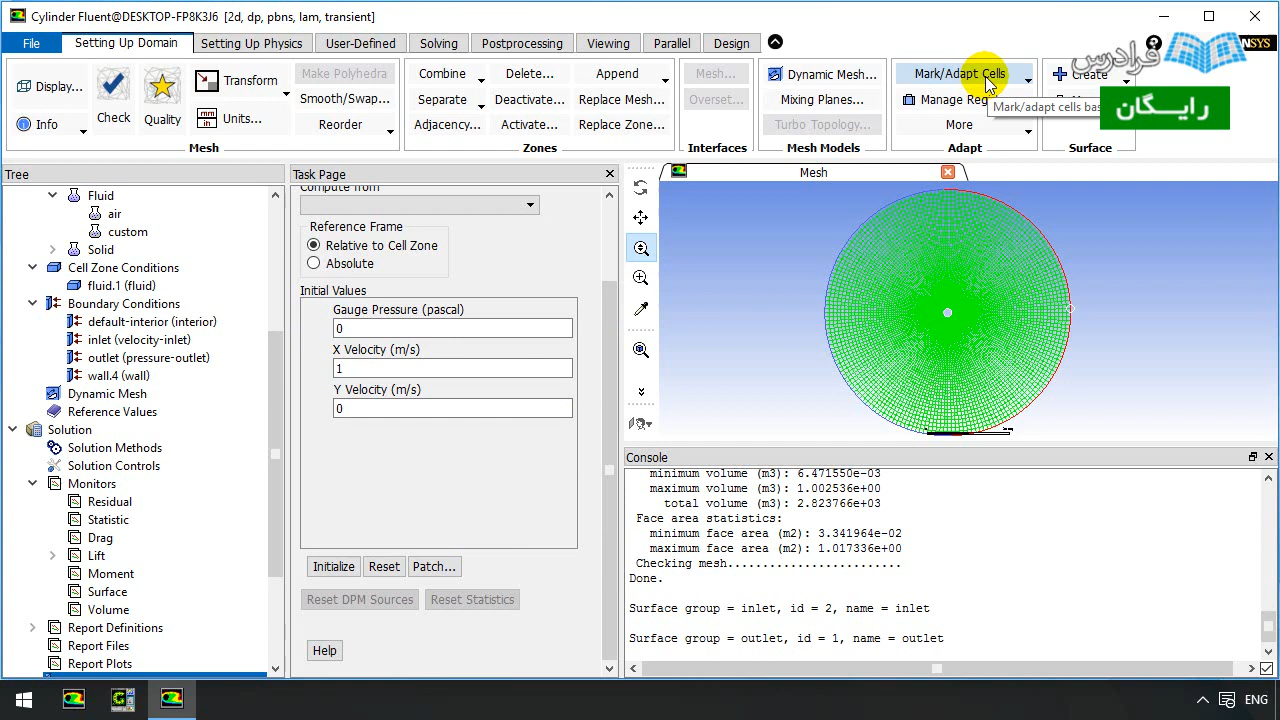 Cylinder Fluent@DESKTOP-FP8K3J6 [2d, dp, pbns, lam, transient]
File
Setting Up Domain
Setting Up Physics
User-Defined
Solving
Postprocessing
Viewing
Parallel
Design
NSYS
فرادرس
رایگان
Display...
Info
Check
Quality
Transform
Units...
Make Polyhedra
Smooth/Swap...
Reorder
Mesh
Combine
Delete...
Append
Separate
Deactivate...
Replace Mesh...
Adjacency...
Activate...
Replace Zone...
Zones
Mesh...
Overset...
Interfaces
Dynamic Mesh...
Mixing Planes...
Turbo Topology...
Mesh Models
Mark/Adapt Cells
Manage Reg
More
Adapt
Mark/adapt cells bas
Create
Surface
Tree
Fluid
air
custom
Solid
Cell Zone Conditions
fluid.1 (fluid)
Boundary Conditions
default-interior (interior)
inlet (velocity-inlet)
outlet (pressure-outlet)
wall.4 (wall)
Dynamic Mesh
Reference Values
Solution
Solution Methods
Solution Controls
Monitors
Residual
Statistic
Drag
Lift
Moment
Surface
Volume
Report Definitions
Report Files
Report Plots
Task Page
Compute from
Reference Frame
Relative to Cell Zone
Absolute
Initial Values
Gauge Pressure (pascal)
0
X Velocity (m/s)
1
Y Velocity (m/s)
0
Initialize
Reset
Patch...
Reset DPM Sources
Reset Statistics
Help
Mesh
Console
minimum volume (m3): 6.471550e-03
maximum volume (m3): 1.002536e+00
total volume (m3): 2.823766e+03
Face area statistics:
minimum face area (m2): 3.341964e-02
maximum face area (m2): 1.017336e+00
Checking mesh.........................
Done.
Surface group = inlet, id = 2, name = inlet
Surface group = outlet, id = 1, name = outlet
ENG